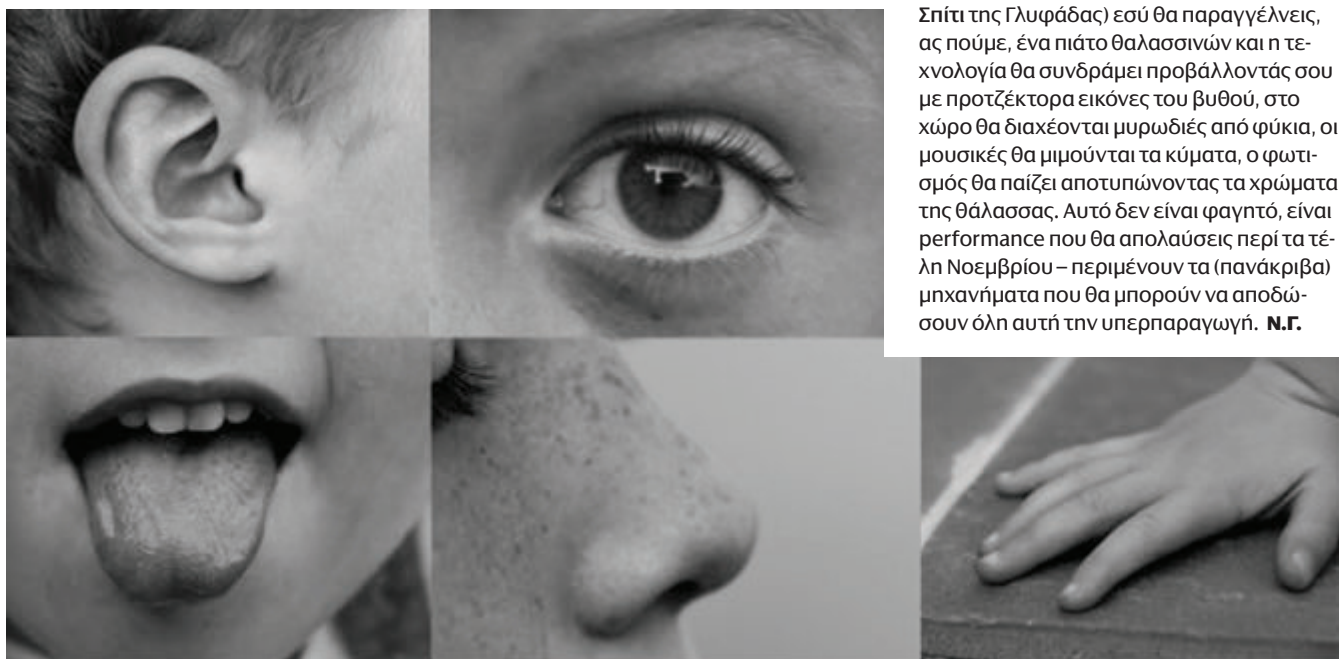 Σπίτι της Γλυφάδας) εσύ θα παραγγέλνεις,
ας πούμε, ένα πιάτο θαλασσινών και η τε-
χνολογία θα συνδράμει προβάλλοντάς σου
με προτζέκτορα εικόνες του βυθού, στο
χώρο θα διαχέονται μυρωδιές από φύκια, οι
μουσικές θα μιμούνται τα κύματα, ο φωτι-
σμός θα παίζει αποτυπώνοντας τα χρώματα
της θάλασσας. Αυτό δεν είναι φαγητό, είναι
performance που θα απολαύσεις περί τα τέ-
λη Νοεμβρίου – περιμένουν τα (πανάκριβα)
μηχανήματα που θα μπορούν να αποδώ-
σουν όλη αυτή την υπερπαραγωγή. Ν.Γ.